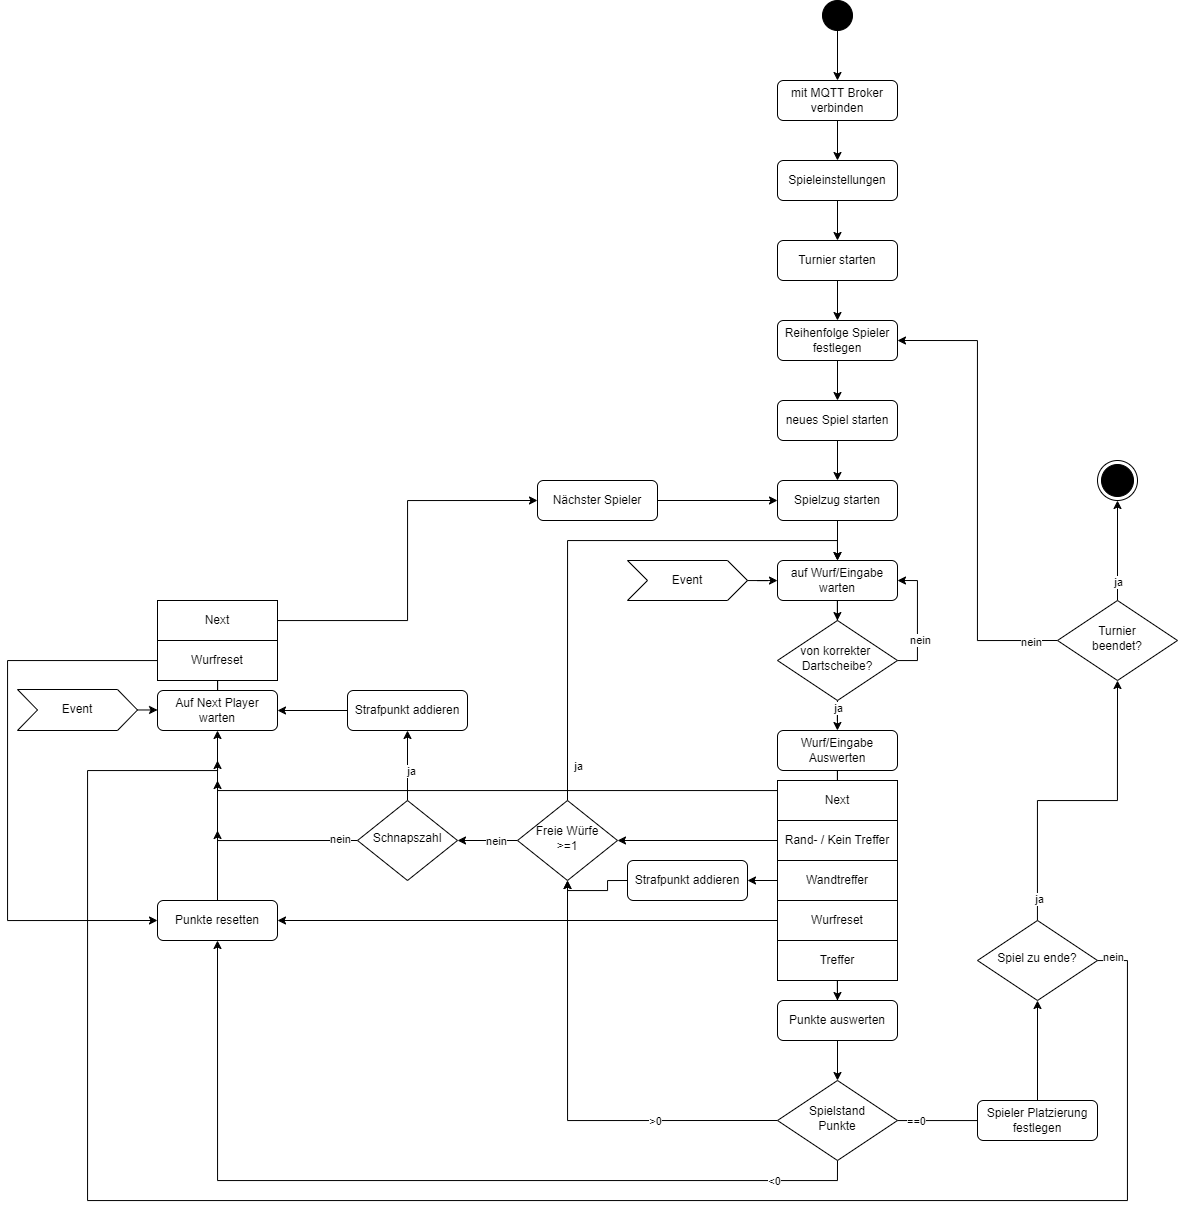 mit MQTT Broker
verbinden
Spieleinstellungen
Turnier starten
Reihenfolge Spieler
festlegen
neues Spiel starten
Nächster Spieler
Spielzug starten
Event
auf Wurf/Eingabe
warten
nein
von korrekter
Dartscheibe?
ja
ja
Turnier
beendet?
nein
Next
Wurfreset
Event
Auf Next Player
warten
Strafpunkt addieren
Wurf/Eingabe
Auswerten
ja
ja
Next
Schnapszahl
nein
nein
Freie Würfe
>=1
Rand- / Kein Treffer
Strafpunkt addieren
Wandtreffer
Punkte resetten
Wurfreset
ja
Treffer
Spiel zu ende?
nein
Punkte auswerten
Spielstand
Punkte
>0
==0
Spieler Platzierung
festlegen
<0